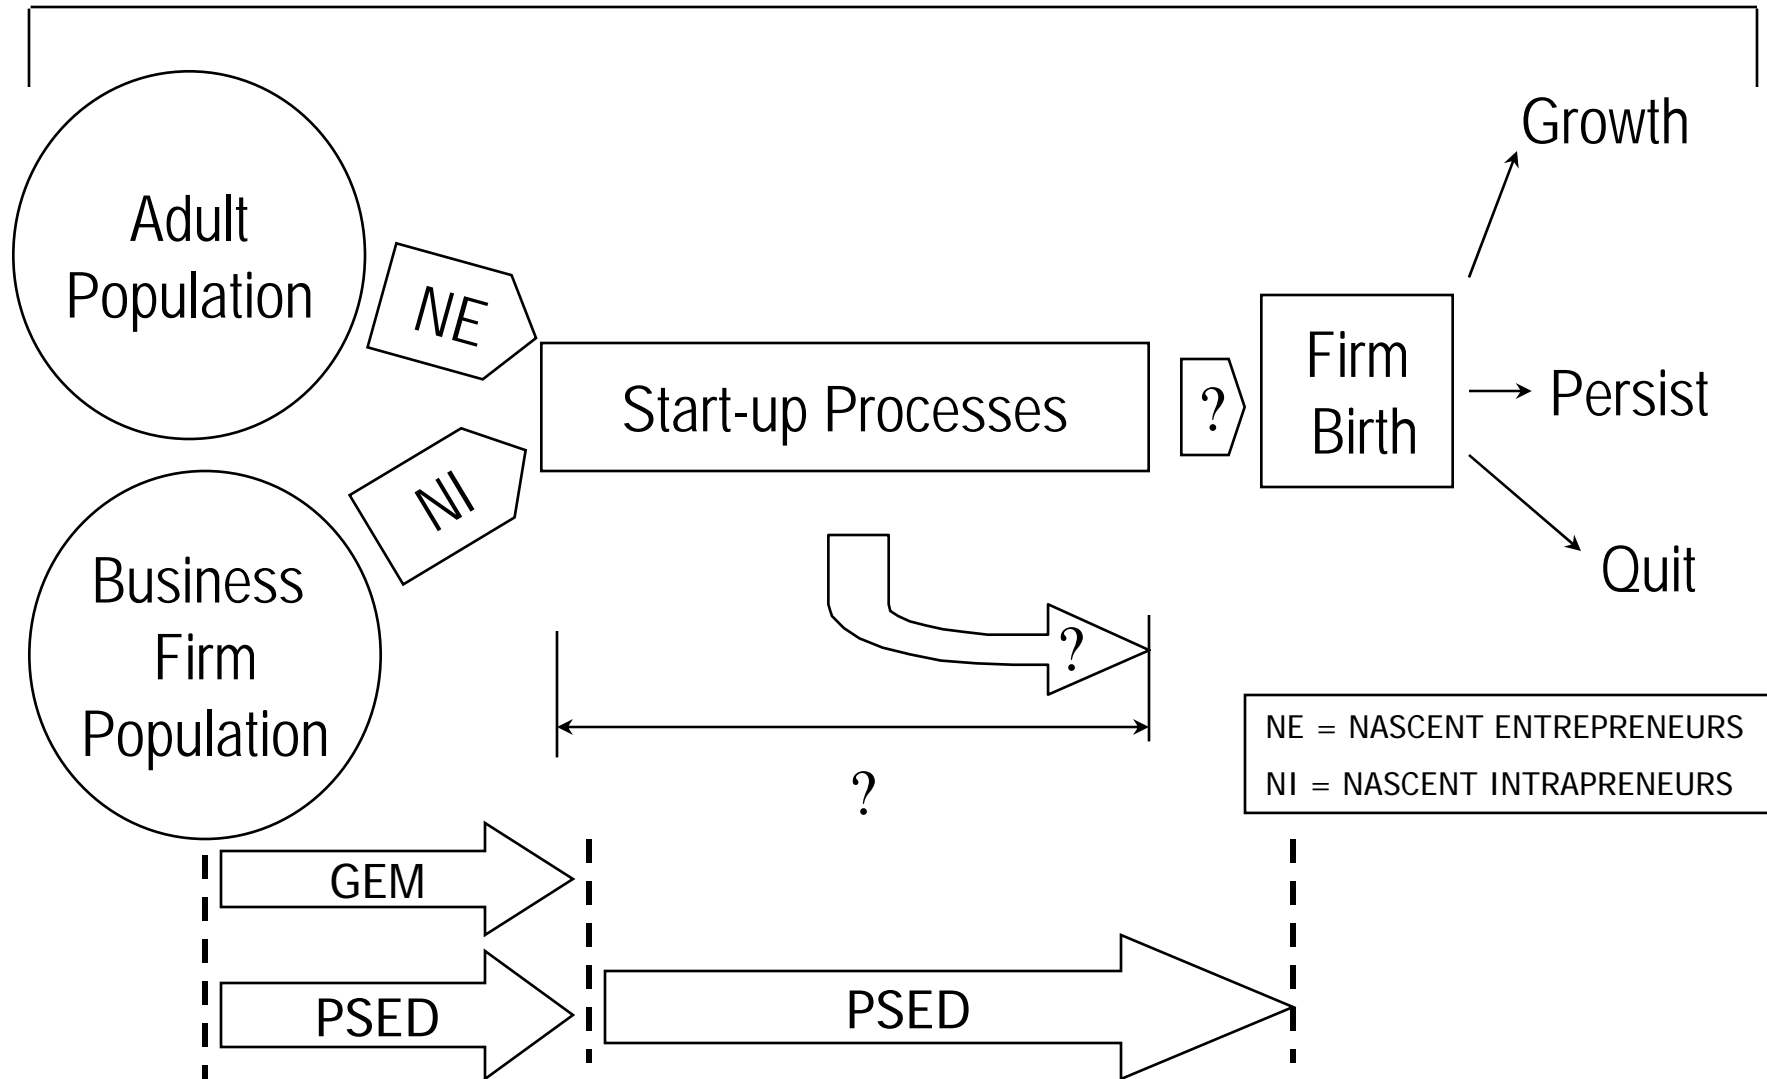 Adult
Population
NE
NI
Business
Firm
Population
Start-up Processes
?
Firm
Birth
Growth
Persist
Quit
?
?
NE = NASCENT ENTREPRENEURS
NI = NASCENT INTRAPRENEURS
GEM
PSED
PSED